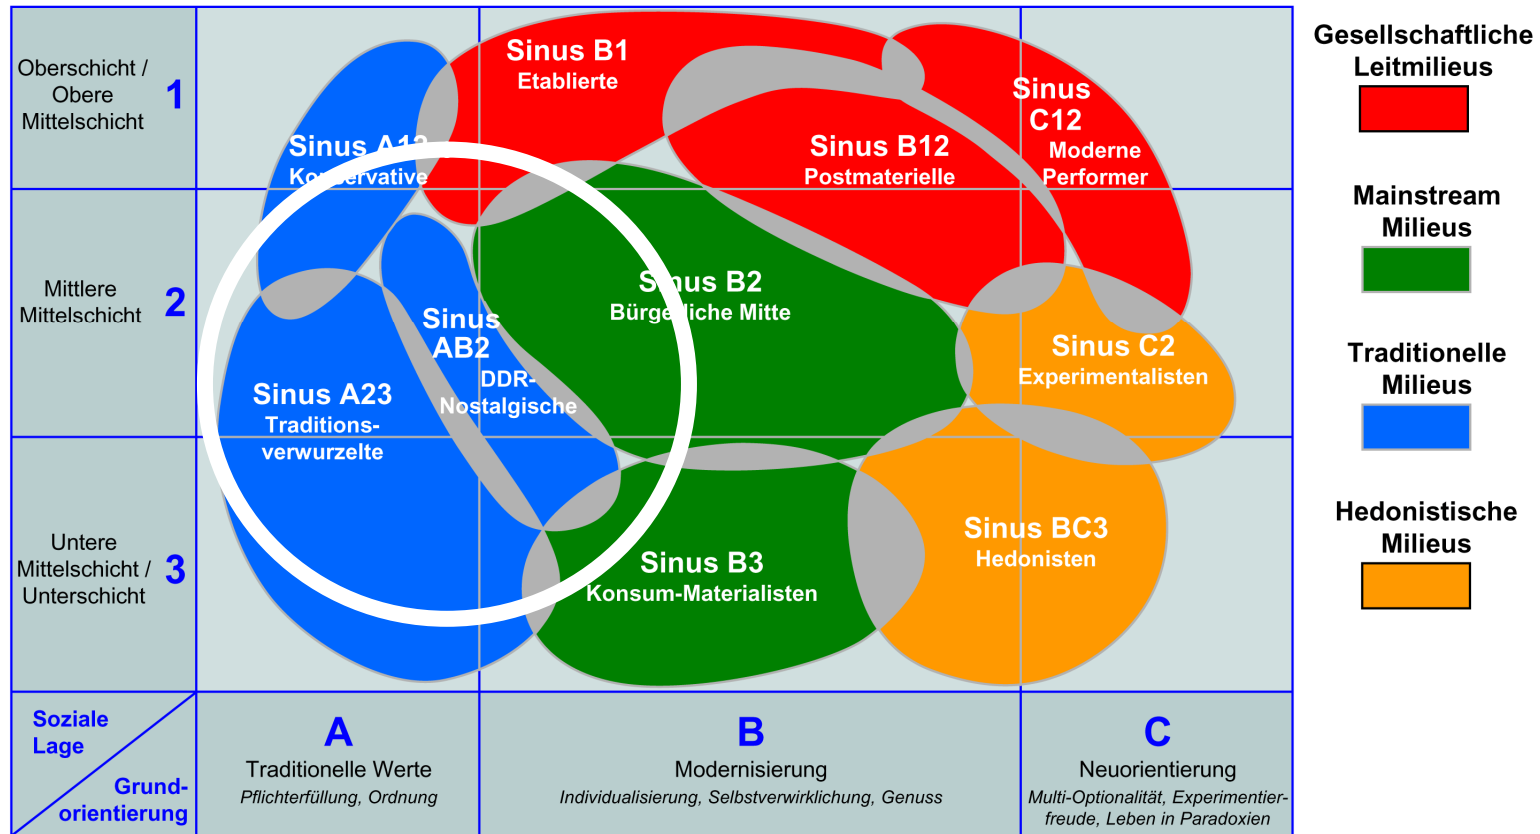 Oberschicht /
Obere
Mittelschicht
1
Mittlere
Mittelschicht
2
Untere
Mittelschicht /
Unterschicht
3
Soziale
Lage
Grund-
orientierung
Sinus B1
Etablierte
Sinus A12
Konservative
Sinus B12
Postmaterielle
Sinus
C12
Moderne
Performer
Sinus B2
Bürgerliche Mitte
Sinus
AB2
DDR-
Nostalgische
Sinus A23
Traditions-
verwurzelte
Sinus C2
Experimentalisten
Sinus B3
Konsum-Materialisten
Sinus BC3
Hedonisten
A
Traditionelle Werte
Pflichterfüllung, Ordnung
B
Modernisierung
Individualisierung, Selbstverwirklichung, Genuss
C
Neuorientierung
Multi-Optionalität, Experimentier-
freude, Leben in Paradoxien
Gesellschaftliche
Leitmilieus
Mainstream
Milieus
Traditionelle
Milieus
Hedonistische
Milieus